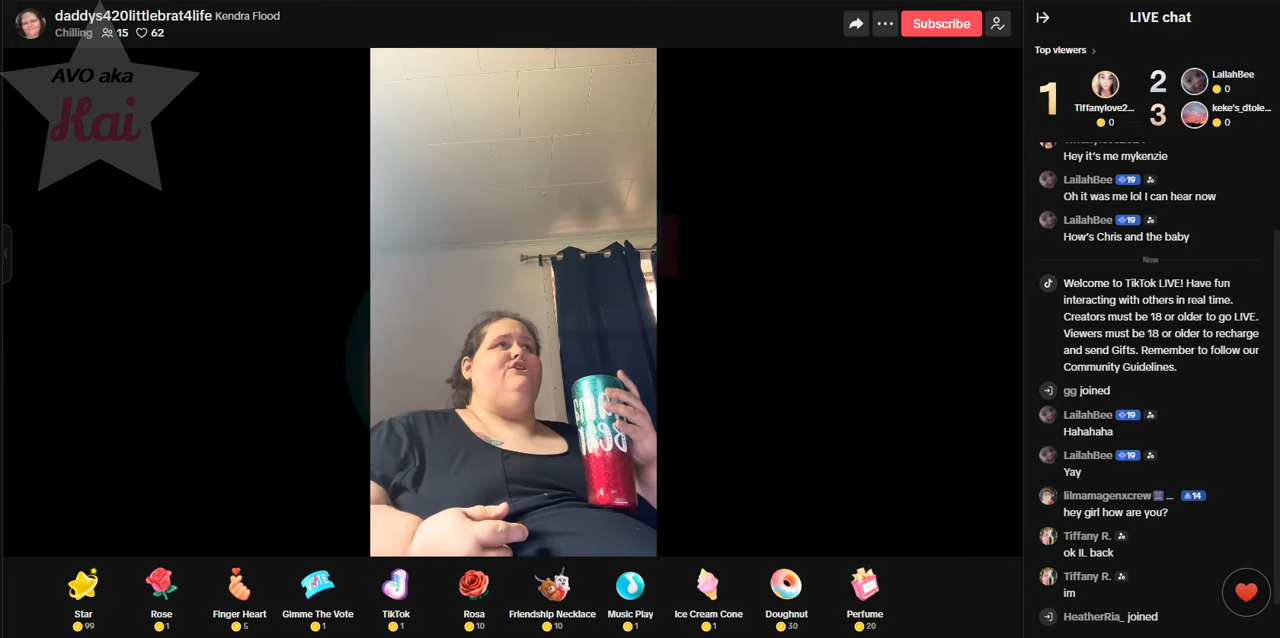 daddys420littlebrat4life Kendra Flood
Chilling 15 62
Subscribe
AVO aka
Kai
LIVE chat
Top viewers
1
Tiffanylove2...
0
2
LailahBee
0
3
keke's_dtole...
0
Hey it's me mykenzie
LailahBee 19
Oh it was me lol I can hear now
LailahBee 19
How's Chris and the baby
New
Welcome to TikTok LIVE! Have fun
interacting with others in real time.
Creators must be 18 or older to go LIVE.
Viewers must be 18 or older to recharge
and send Gifts. Remember to follow our
Community Guidelines.
gg joined
LailahBee 19
Hahahaha
LailahBee 19
Yay
lilmamagenxcrew ♊ ... 14
hey girl how are you?
Tiffany R.
ok IL back
Tiffany R.
im
HeatherRia_ joined
Star
99
Rose
1
Finger Heart
5
Gimme The Vote
1
TikTok
1
Rosa
10
Friendship Necklace
10
Music Play
1
Ice Cream Cone
1
Doughnut
30
Perfume
20